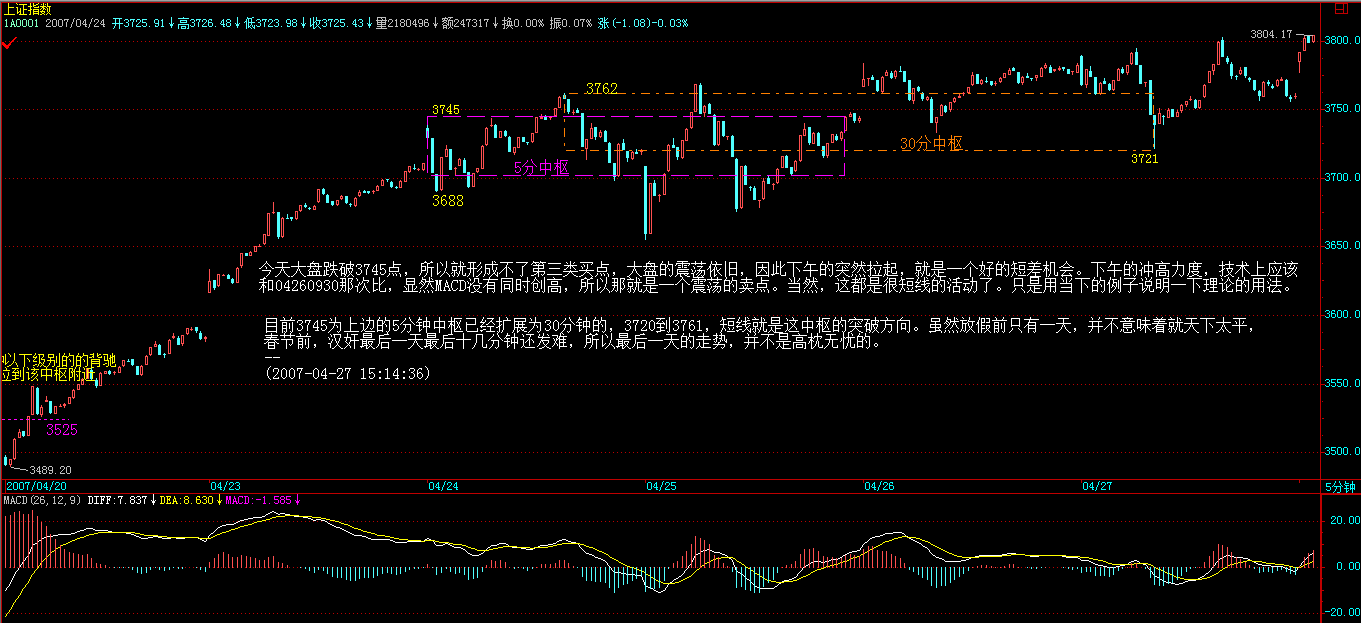 上证指数
1A0001 2007/04/24 开3725.91↓高3726.48↓低3723.98↓收3725.43↓量2180496↓额247317↓换0.00% 振0.07% 涨(-1.08)-0.03%
3804.17
3800.0
3762
3745
3750.0
30分中枢
5分中枢
3721
3700.0
3688
3650.0
今天大盘跌破3745点，所以就形成不了第三类买点，大盘的震荡依旧，因此下午的突然拉起，就是一个好的短差机会。下午的冲高力度，技术上应该
和04260930那次比，显然MACD没有同时创高，所以那就是一个震荡的卖点。当然，这都是很短线的活动了。只是用当下的例子说明一下理论的用法。
3600.0
目前3745为上边的5分钟中枢已经扩展为30分钟的，3720到3761，短线就是这中枢的突破方向。虽然放假前只有一天，并不意味着就天下太平，
春节前，汉奸最后一天最后十几分钟还发难，所以最后一天的走势，并不是高枕无忧的。
--
以下级别的的背驰
到该中枢附近
(2007-04-27 15:14:36)
3550.0
3525
3500.0
3489.20
2007/04/20 04/23 04/24 04/25 04/26 04/27 5分钟
MACD(26,12,9) DIFF:7.837↓DEA:8.630↓MACD:-1.585↓
20.00
0.00
-20.00